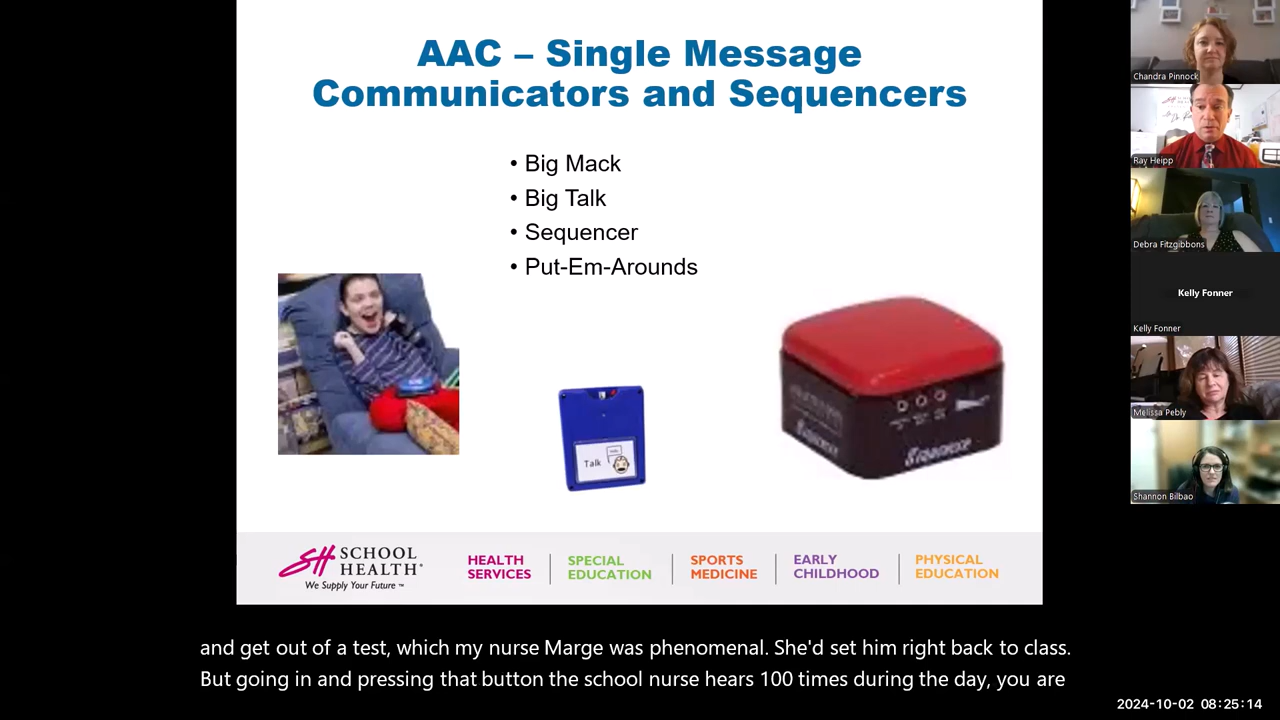 AAC – Single Message
Communicators and Sequencers
• Big Mack
• Big Talk
• Sequencer
• Put-Em-Arounds
Talk
SH SCHOOL
HEALTH®
We Supply Your Future ™
HEALTH
SERVICES
SPECIAL
EDUCATION
SPORTS
MEDICINE
EARLY
CHILDHOOD
PHYSICAL
EDUCATION
Chandra Pinnock
Ray Heipp
Debra Fitzgibbons
Kelly Fonner
Kelly Fonner
Melissa Pebly
Shannon Bilbao
and get out of a test, which my nurse Marge was phenomenal. She'd set him right back to class.
But going in and pressing that button the school nurse hears 100 times during the day, you are
2024-10-02 08:25:14